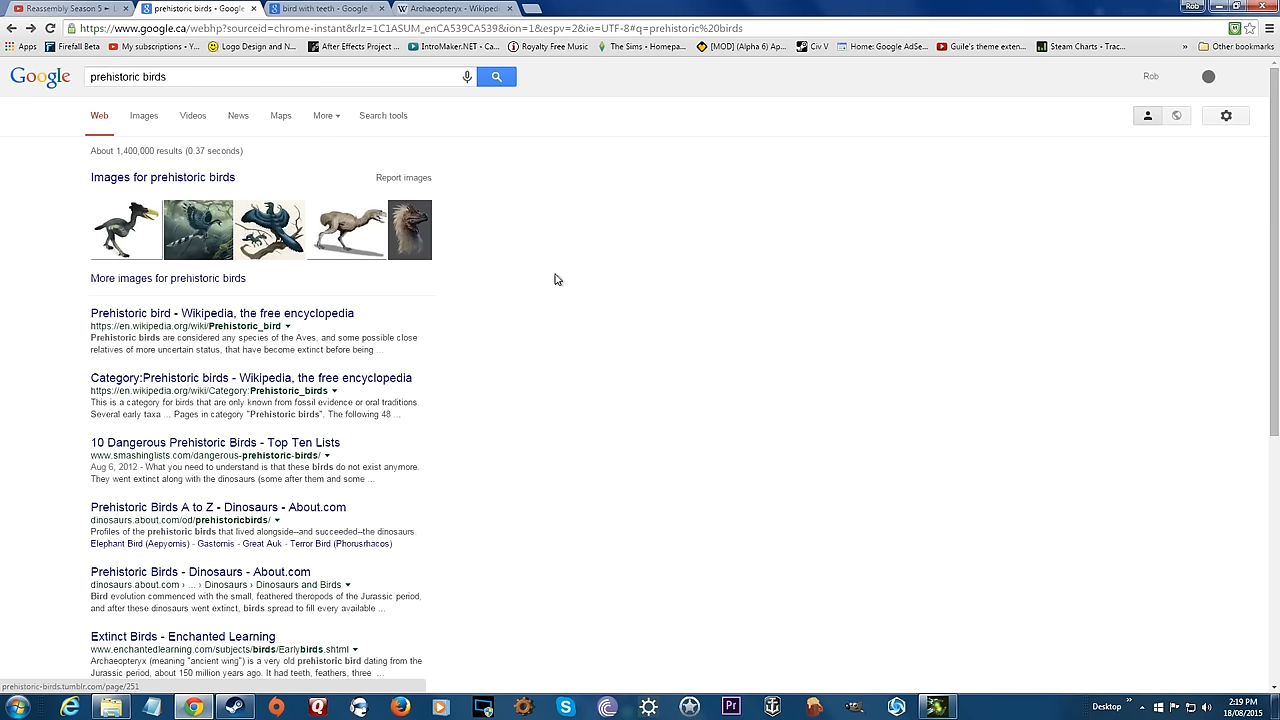 Reassembly Season 5 ► L
prehistoric birds - Google
bird with teeth - Google S
Archaeopteryx - Wikipedi
Rob
https://www.google.ca/webhp?sourceid=chrome-instant&rlz=1C1ASUM_enCA539CA539&ion=1&espv=2&ie=UTF-8#q=prehistoric%20birds
Apps
Firefall Beta
My subscriptions - Y...
Logo Design and N...
After Effects Project ...
IntroMaker.NET - Ca...
Royalty Free Music
The Sims - Homepa...
[MOD] (Alpha 6) Ap...
Civ V
Home: Google AdSe...
Guile's theme exten...
Steam Charts - Trac...
» Other bookmarks
Google
prehistoric birds
Rob
Web Images Videos News Maps More Search tools
About 1,400,000 results (0.37 seconds)
Images for prehistoric birds
Report images
More images for prehistoric birds
Prehistoric bird - Wikipedia, the free encyclopedia
https://en.wikipedia.org/wiki/Prehistoric_bird
Prehistoric birds are considered any species of the Aves, and some possible close
relatives of more uncertain status, that have become extinct before being ...
Category:Prehistoric birds - Wikipedia, the free encyclopedia
https://en.wikipedia.org/wiki/Category:Prehistoric_birds
This is a category for birds that are only known from fossil evidence or oral traditions.
Several early taxa ... Pages in category "Prehistoric birds". The following 48 ...
10 Dangerous Prehistoric Birds - Top Ten Lists
www.smashinglists.com/dangerous-prehistoric-birds/
Aug 6, 2012 - What you need to understand is that these birds do not exist anymore.
They went extinct along with the dinosaurs (some after them and some ...
Prehistoric Birds A to Z - Dinosaurs - About.com
dinosaurs.about.com/od/prehistoricbirds/
Profiles of the prehistoric birds that lived alongside--and succeeded--the dinosaurs.
Elephant Bird (Aepyornis) - Gastornis - Great Auk - Terror Bird (Phorusrhacos)
Prehistoric Birds - Dinosaurs - About.com
dinosaurs.about.com › ... › Dinosaurs › Dinosaurs and Birds
Bird evolution commenced with the small, feathered theropods of the Jurassic period,
and after these dinosaurs went extinct, birds spread to fill every available ...
Extinct Birds - Enchanted Learning
www.enchantedlearning.com/subjects/birds/Earlybirds.shtml
Archaeopteryx (meaning "ancient wing") is a very old prehistoric bird dating from the
Jurassic period, about 150 million years ago. It had teeth, feathers, three ...
prehistoric-birds.tumblr.com/page/251
Desktop »
2:19 PM
18/08/2015